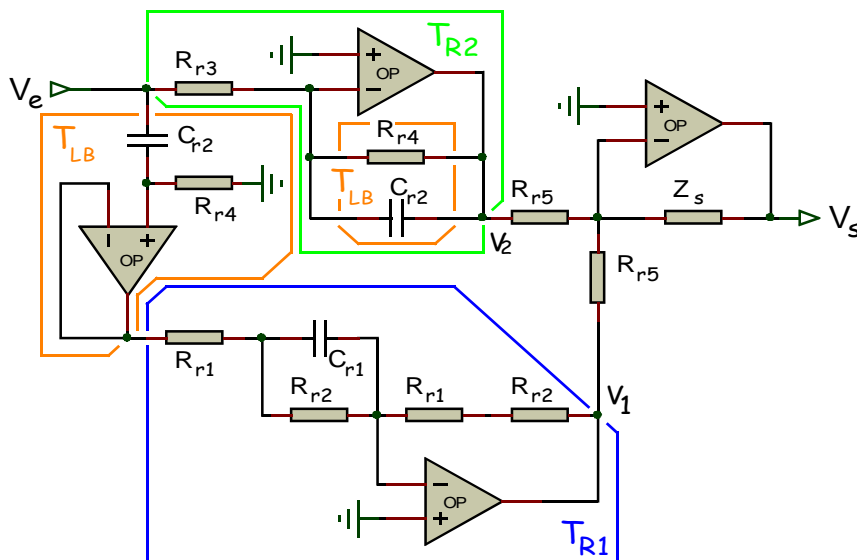 T_R2
R_r3
+
OP
−
V_e
+
OP
−
T_LB
C_r2
R_r4
T_LB
R_r4
C_r2
R_r5
Z_s
V_s
V_2
− +
OP
R_r5
R_r1
C_r1
R_r2
R_r1
R_r2
V_1
−
OP
+
T_R1